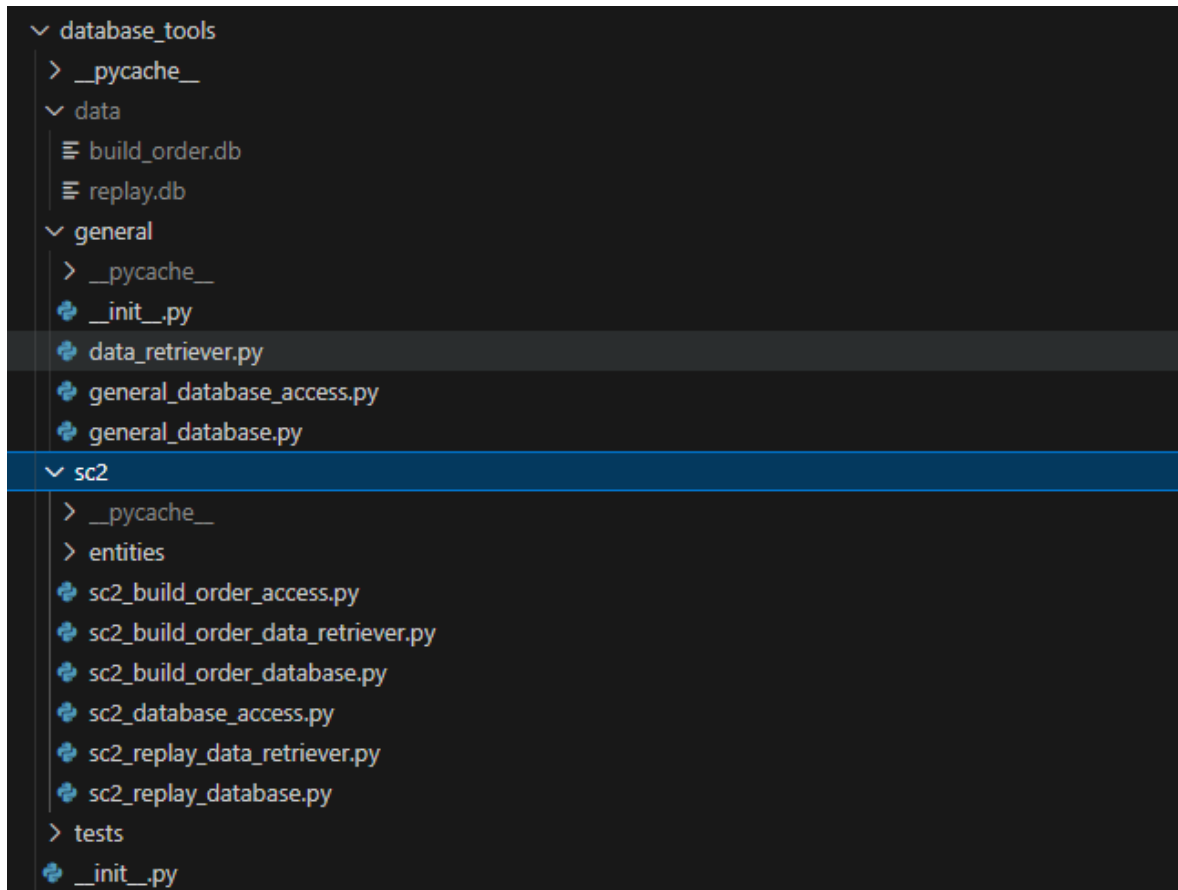 database_tools
__pycache__
data
build_order.db
replay.db
general
__pycache__
__init__.py
data_retriever.py
general_database_access.py
general_database.py
sc2
__pycache__
entities
sc2_build_order_access.py
sc2_build_order_data_retriever.py
sc2_build_order_database.py
sc2_database_access.py
sc2_replay_data_retriever.py
sc2_replay_database.py
tests
__init__.py